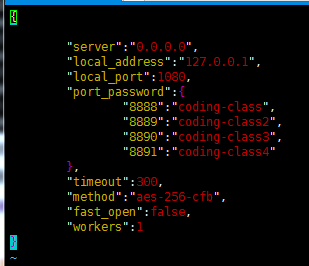 {
"server":"0.0.0.0",
"local_address":"127.0.0.1",
"local_port":1080,
"port_password":{
"8888":"coding-class",
"8889":"coding-class2",
"8890":"coding-class3",
"8891":"coding-class4"
},
"timeout":300,
"method":"aes-256-cfb",
"fast_open":false,
"workers":1
}
~